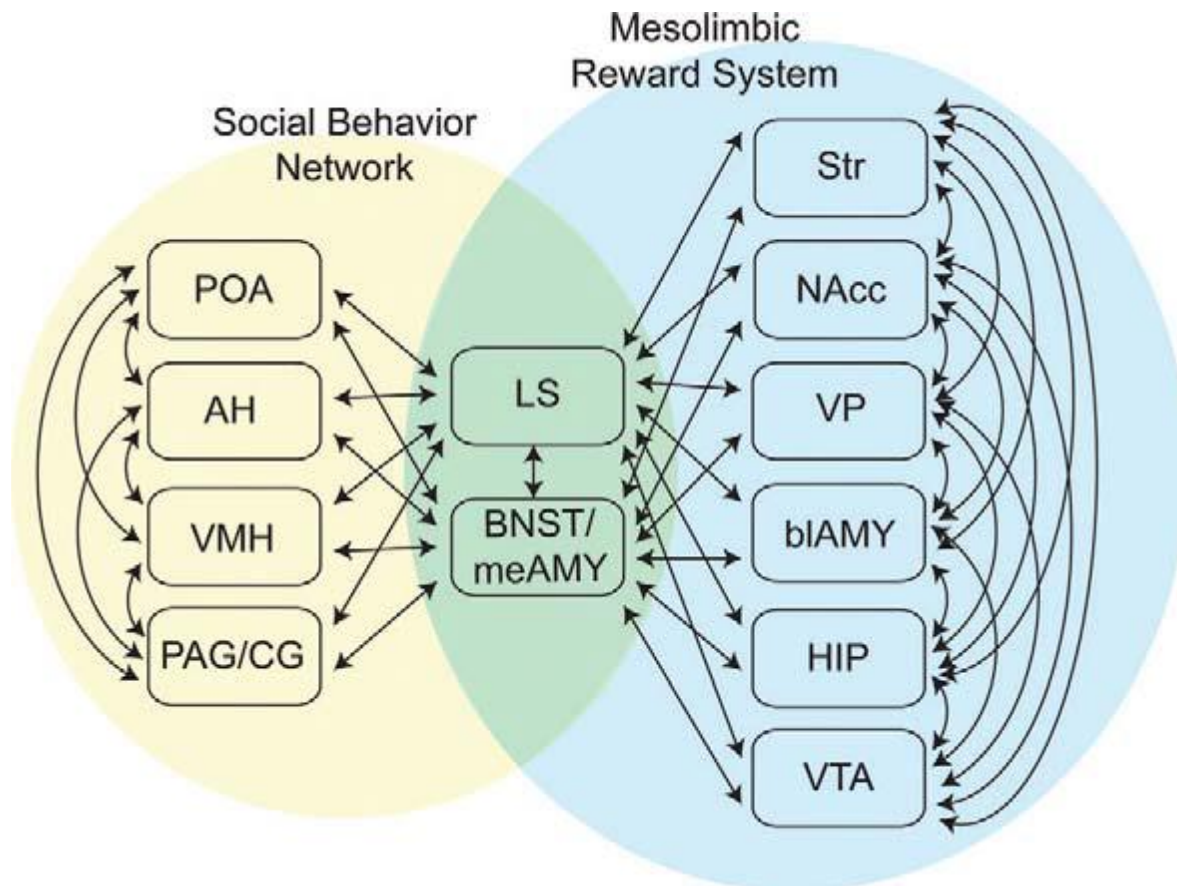 Mesolimbic
Reward System
Social Behavior
Network
POA
AH
VMH
PAG/CG
LS
BNST/
meAMY
Str
NAcc
VP
blAMY
HIP
VTA